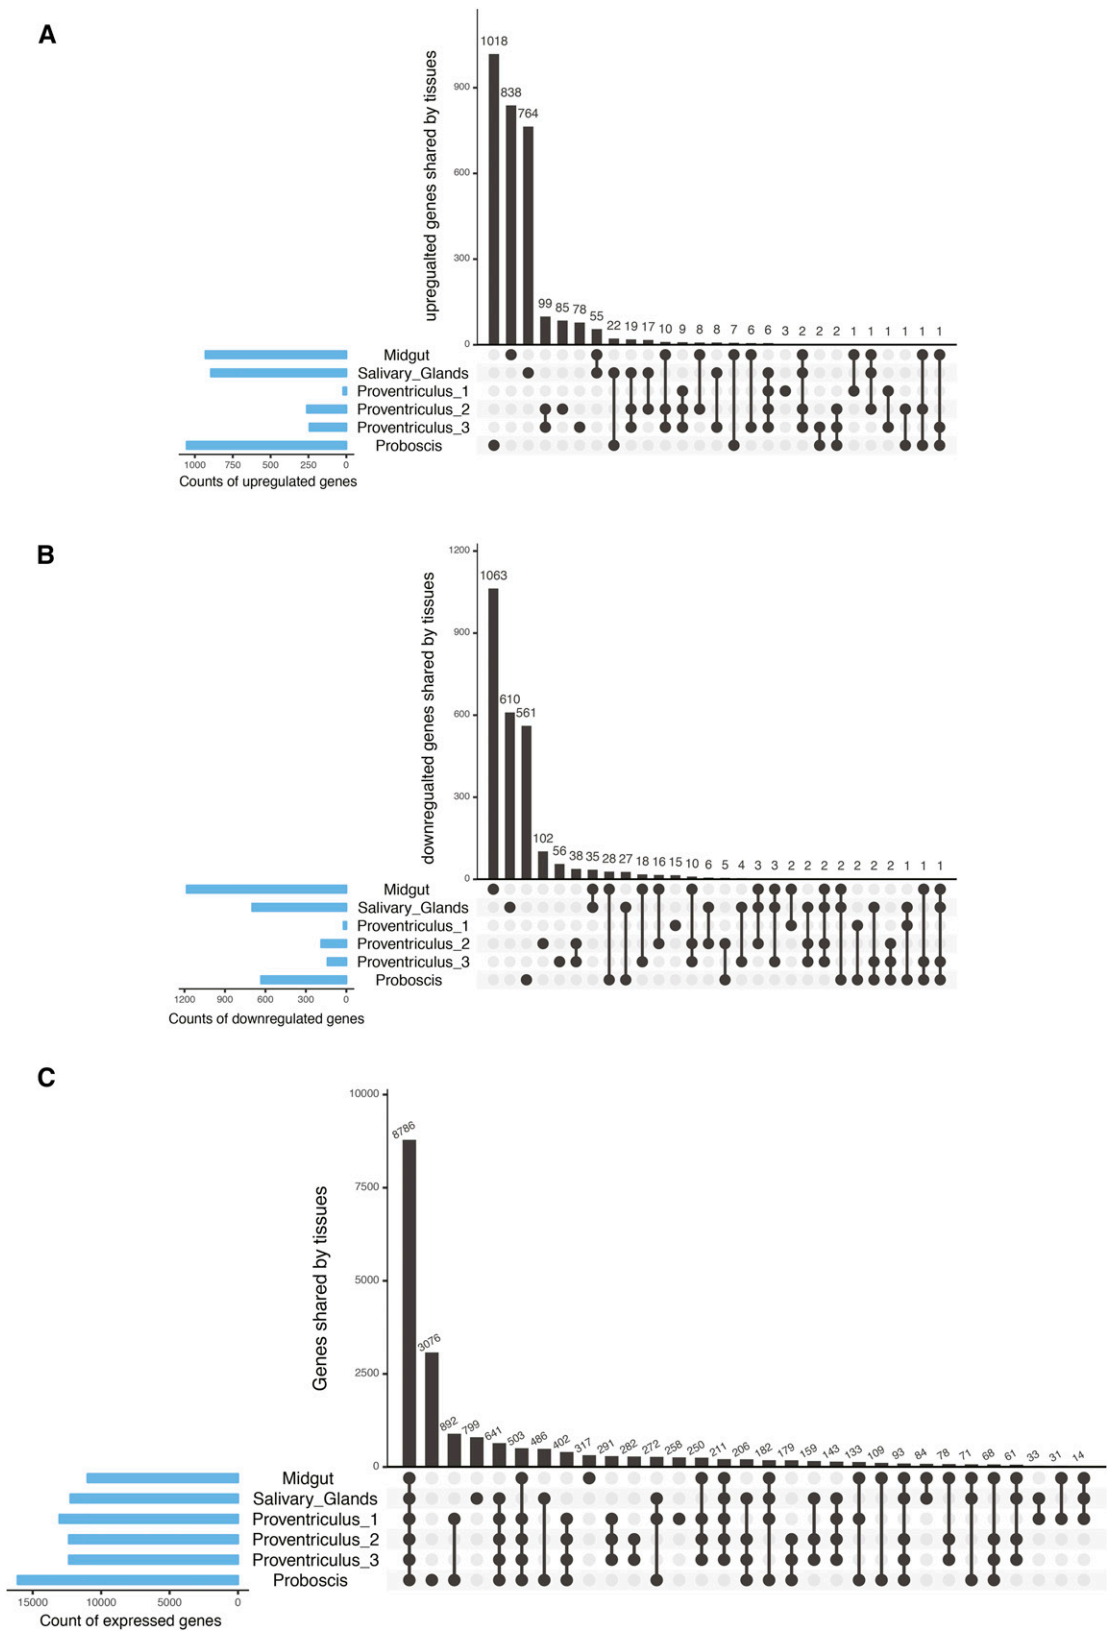 A
upregualted genes shared by tissues
900
600
300
0
1018
838
764
99 85 78 55 22 19 17 10 9 8 8 7 6 6 3 2 2 2 1 1 1 1 1 1
Midgut
Salivary_Glands
Proventriculus_1
Proventriculus_2
Proventriculus_3
Proboscis
1000 750 500 250 0
Counts of upregulated genes
B
downregualted genes shared by tissues
1200
900
600
300
0
1063
610
561
102 56 38 35 28 27 18 16 15 10 6 5 4 3 3 2 2 2 2 2 2 2 1 1 1
Midgut
Salivary_Glands
Proventriculus_1
Proventriculus_2
Proventriculus_3
Proboscis
1200 900 600 300 0
Counts of downregulated genes
C
Genes shared by tissues
10000
7500
5000
2500
0
8786
3076
892 799 641 503 486 402 317 291 282 272 258 250 211 206 182 179 159 143 133 109 93 84 78 71 68 61 33 31 14
Midgut
Salivary_Glands
Proventriculus_1
Proventriculus_2
Proventriculus_3
Proboscis
15000 10000 5000 0
Count of expressed genes